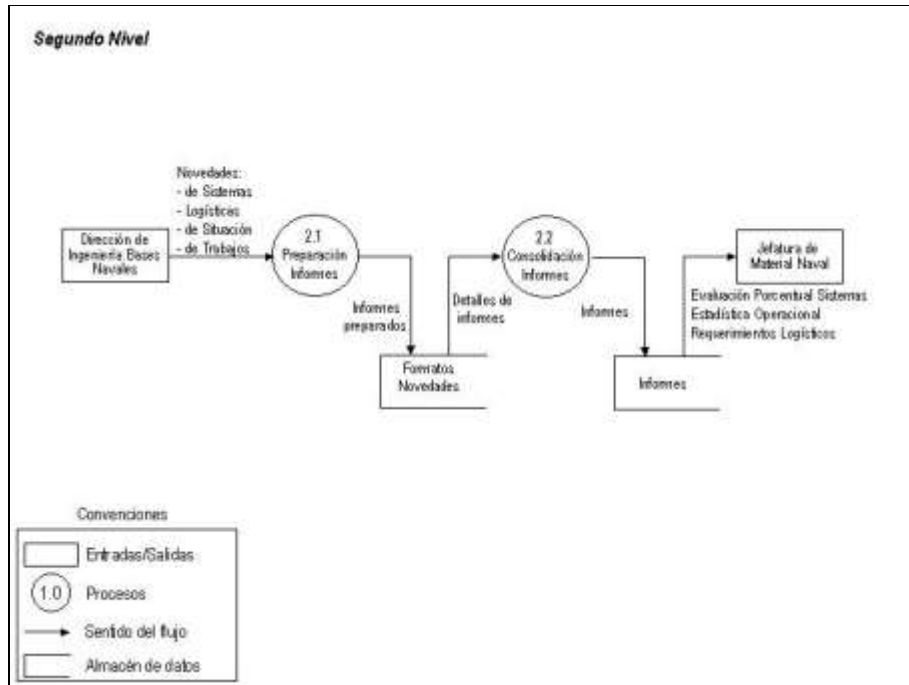 Segundo Nivel
Novedades:
- de Sistemas
- Logísticas
- de Situación
- de Trabajos
Dirección de
Ingeniería Bases
Navales
2.1
Preparación
Informes
2.2
Consolidación
Informes
Jefatura de
Material Naval
Informes
preparados
Detalles de
informes
Informes
Evaluación Porcentual Sistemas
Estadística Operacional
Requerimientos Logísticos
Formatos
Novedades
Informes
Convenciones
Entradas/Salidas
1.0
Procesos
Sentido del flujo
Almacén de datos